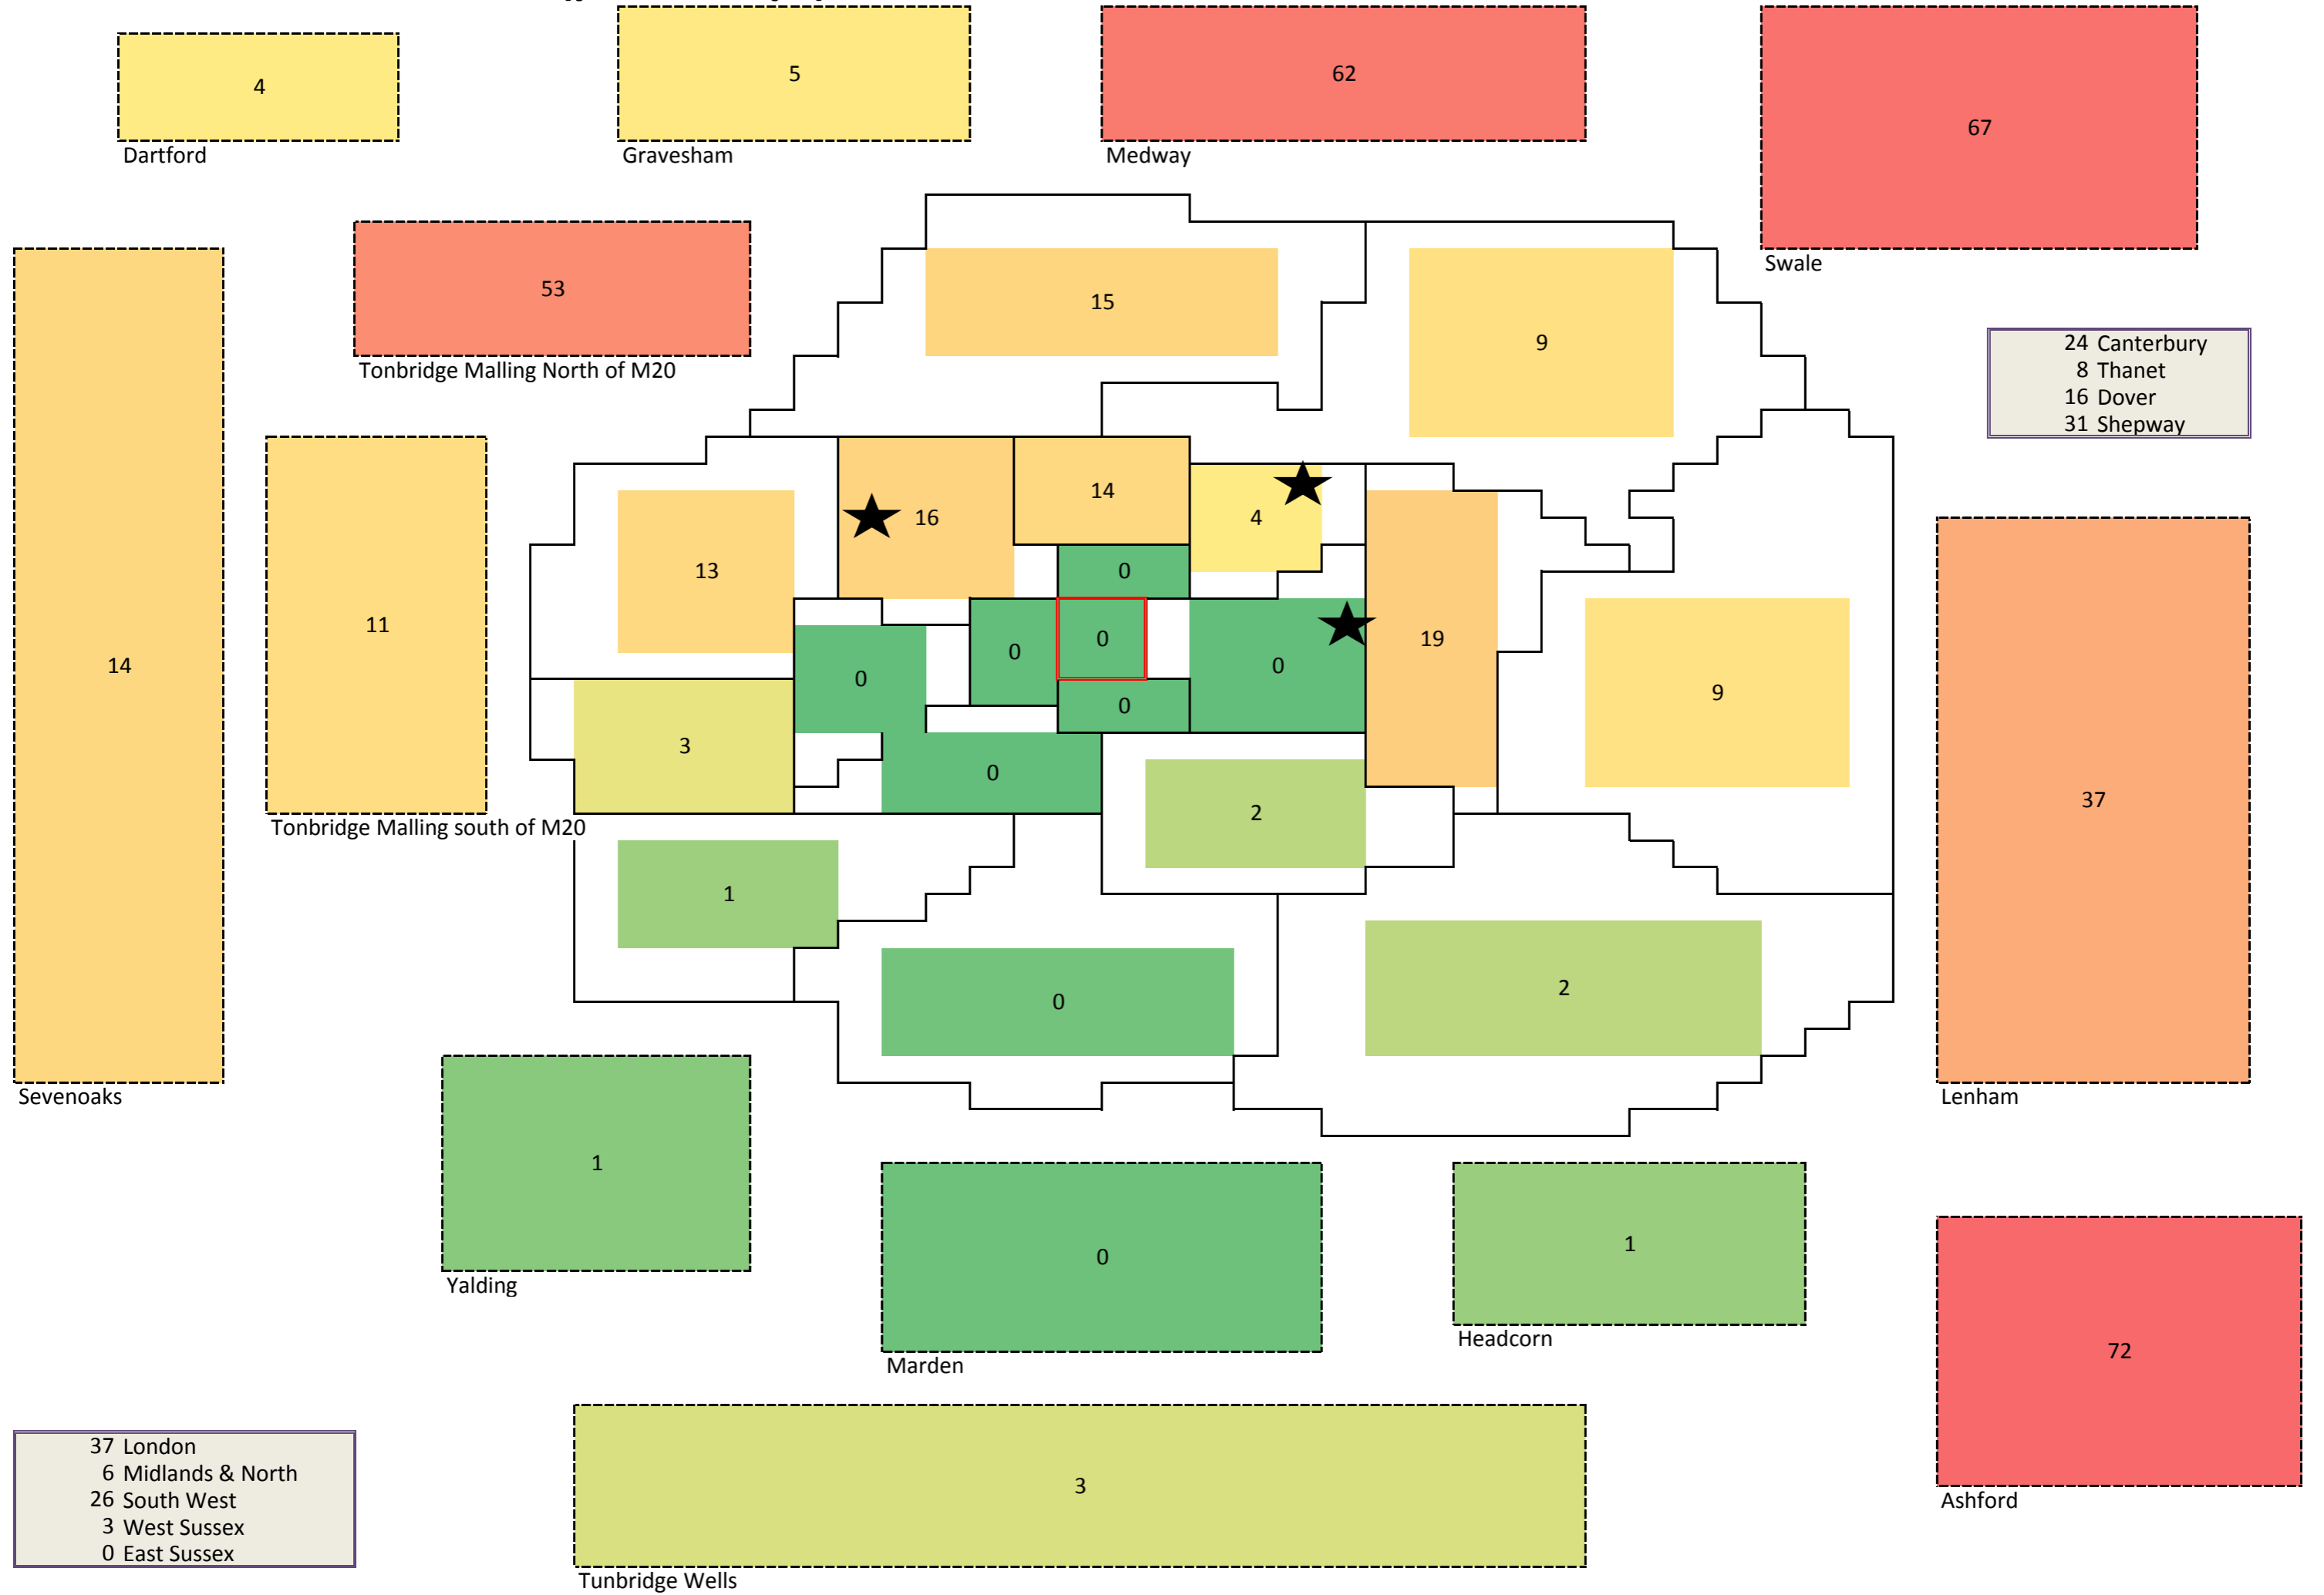 4
Dartford
5
Gravesham
62
Medway
67
Swale
53
Tonbridge Malling North of M20
15
9
24 Canterbury
8 Thanet
16 Dover
31 Shepway
14
Sevenoaks
11
Tonbridge Malling south of M20
13
16
14
4
0
0
0
0
0
0
19
9
3
0
2
37
Lenham
1
0
2
1
Yalding
0
Marden
1
Headcorn
72
Ashford
37 London
6 Midlands & North
26 South West
3 West Sussex
0 East Sussex
3
Tunbridge Wells